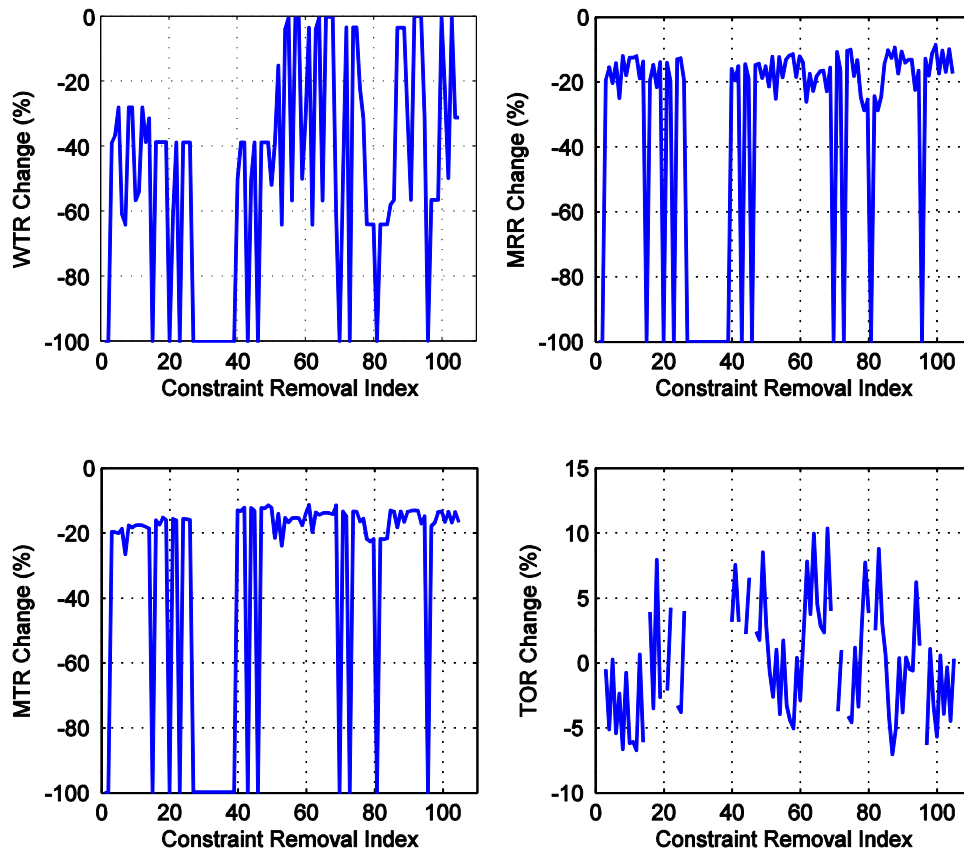 0
-20
-40
-60
-80
-100
WTR Change (%)
0 20 40 60 80 100
Constraint Removal Index
0
-20
-40
-60
-80
-100
MRR Change (%)
0 20 40 60 80 100
Constraint Removal Index
0
-20
-40
-60
-80
-100
MTR Change (%)
0 20 40 60 80 100
Constraint Removal Index
15
10
5
0
-5
-10
TOR Change (%)
0 20 40 60 80 100
Constraint Removal Index